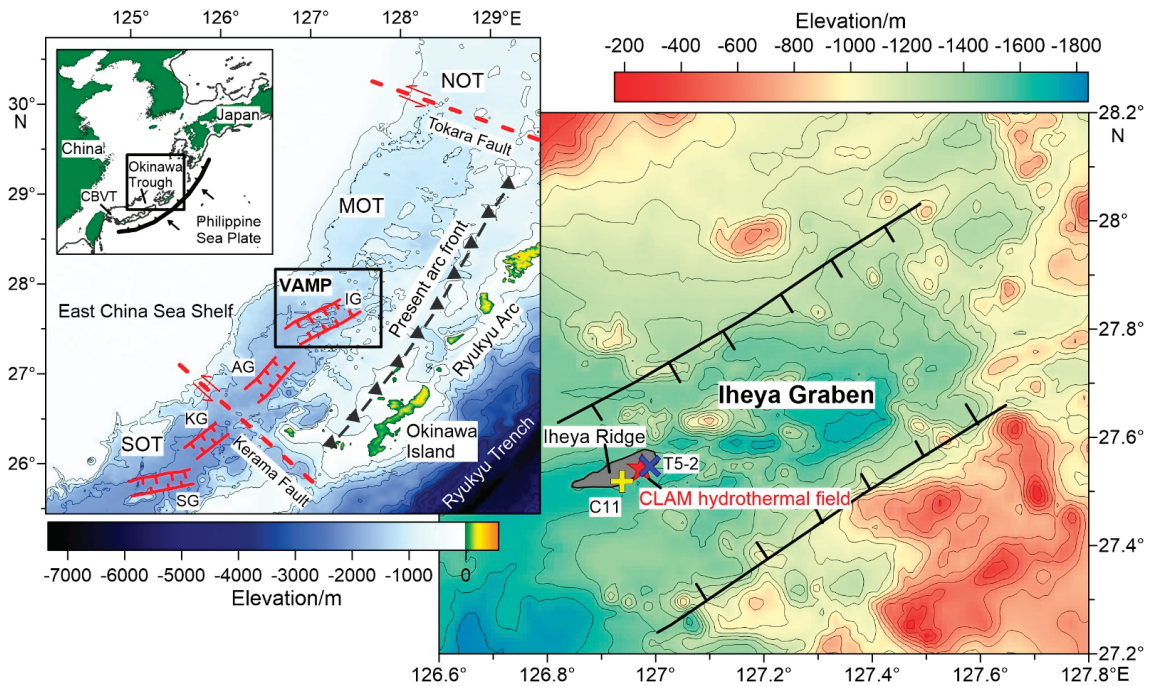 125°
126°
127°
128°
129°E
30°
N
29°
28°
27°
26°
China
Japan
Okinawa
Trough
CBVT
Philippine
Sea Plate
NOT
Tokara Fault
MOT
Present arc front
VAMP
IG
East China Sea Shelf
Ryukyu Arc
AG
KG
SOT
Kerama Fault
Okinawa
Island
SG
Ryukyu Trench
-7000 -6000 -5000 -4000 -3000 -2000 -1000 0
Elevation/m
Elevation/m
-200 -400 -600 -800 -1000 -1200 -1400 -1600 -1800
28.2°
N
28°
27.8°
27.6°
27.4°
27.2°
Iheya Graben
Iheya Ridge
T5-2
CLAM hydrothermal field
C11
126.6° 126.8° 127° 127.2° 127.4° 127.6° 127.8°E